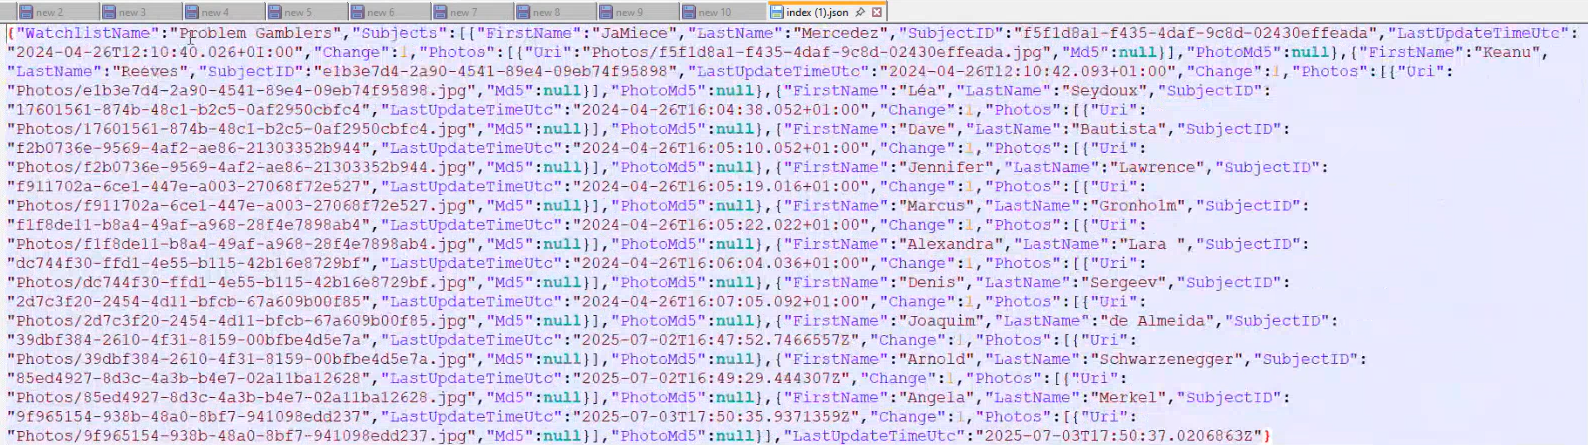 new 2 new 3 new 4 new 5 new 6 new 7 new 8 new 9 new 10 index (1).json
{"WatchlistName":"Problem Gamblers","Subjects":[{"FirstName":"JaMiece","LastName":"Mercedez","SubjectID":"f5f1d8a1-f435-4daf-9c8d-02430effeada","LastUpdateTimeUtc":
"2024-04-26T12:10:40.026+01:00","Change":1,"Photos":[{"Uri":"Photos/f5f1d8a1-f435-4daf-9c8d-02430effeada.jpg","Md5":null}],"PhotoMd5":null},{"FirstName":"Keanu",
"LastName":"Reeves","SubjectID":"e1b3e7d4-2a90-4541-89e4-09eb74f95898","LastUpdateTimeUtc":"2024-04-26T12:10:42.093+01:00","Change":1,"Photos":[{"Uri":
"Photos/e1b3e7d4-2a90-4541-89e4-09eb74f95898.jpg","Md5":null}],"PhotoMd5":null},{"FirstName":"Léa","LastName":"Seydoux","SubjectID":
"17601561-874b-48c1-b2c5-0af2950cbfc4","LastUpdateTimeUtc":"2024-04-26T16:04:38.052+01:00","Change":1,"Photos":[{"Uri":
"Photos/17601561-874b-48c1-b2c5-0af2950cbfc4.jpg","Md5":null}],"PhotoMd5":null},{"FirstName":"Dave","LastName":"Bautista","SubjectID":
"f2b0736e-9569-4af2-ae86-21303352b944","LastUpdateTimeUtc":"2024-04-26T16:05:10.052+01:00","Change":1,"Photos":[{"Uri":
"Photos/f2b0736e-9569-4af2-ae86-21303352b944.jpg","Md5":null}],"PhotoMd5":null},{"FirstName":"Jennifer","LastName":"Lawrence","SubjectID":
"f911702a-6ce1-447e-a003-27068f72e527","LastUpdateTimeUtc":"2024-04-26T16:05:19.016+01:00","Change":1,"Photos":[{"Uri":
"Photos/f911702a-6ce1-447e-a003-27068f72e527.jpg","Md5":null}],"PhotoMd5":null},{"FirstName":"Marcus","LastName":"Gronholm","SubjectID":
"f1f8de11-b8a4-49af-a968-28f4e7898ab4","LastUpdateTimeUtc":"2024-04-26T16:05:22.022+01:00","Change":1,"Photos":[{"Uri":
"Photos/f1f8de11-b8a4-49af-a968-28f4e7898ab4.jpg","Md5":null}],"PhotoMd5":null},{"FirstName":"Alexandra","LastName":"Lara ","SubjectID":
"dc744f30-ffd1-4e55-b115-42b16e8729bf","LastUpdateTimeUtc":"2024-04-26T16:06:04.036+01:00","Change":1,"Photos":[{"Uri":
"Photos/dc744f30-ffd1-4e55-b115-42b16e8729bf.jpg","Md5":null}],"PhotoMd5":null},{"FirstName":"Denis","LastName":"Sergeev","SubjectID":
"2d7c3f20-2454-4d11-bfcb-67a609b00f85","LastUpdateTimeUtc":"2024-04-26T16:07:05.092+01:00","Change":1,"Photos":[{"Uri":
"Photos/2d7c3f20-2454-4d11-bfcb-67a609b00f85.jpg","Md5":null}],"PhotoMd5":null},{"FirstName":"Joaquim","LastName":"de Almeida","SubjectID":
"39dbf384-2610-4f31-8159-00bfbe4d5e7a","LastUpdateTimeUtc":"2025-07-02T16:47:52.7466557Z","Change":1,"Photos":[{"Uri":
"Photos/39dbf384-2610-4f31-8159-00bfbe4d5e7a.jpg","Md5":null}],"PhotoMd5":null},{"FirstName":"Arnold","LastName":"Schwarzenegger","SubjectID":
"85ed4927-8d3c-4a3b-b4e7-02a11ba12628","LastUpdateTimeUtc":"2025-07-02T16:49:29.444307Z","Change":1,"Photos":[{"Uri":
"Photos/85ed4927-8d3c-4a3b-b4e7-02a11ba12628.jpg","Md5":null}],"PhotoMd5":null},{"FirstName":"Angela","LastName":"Merkel","SubjectID":
"9f965154-938b-48a0-8bf7-941098edd237","LastUpdateTimeUtc":"2025-07-03T17:50:35.9371359Z","Change":1,"Photos":[{"Uri":
"Photos/9f965154-938b-48a0-8bf7-941098edd237.jpg","Md5":null}],"PhotoMd5":null}],"LastUpdateTimeUtc":"2025-07-03T17:50:37.0206863Z"}